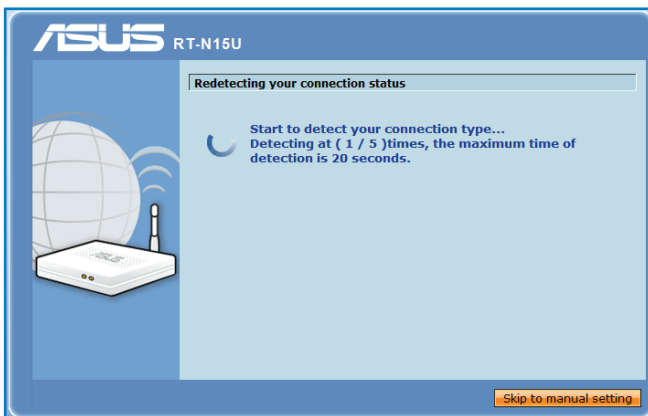 ASUS RT-N15U
Redetecting your connection status
Start to detect your connection type...
Detecting at ( 1 / 5 )times, the maximum time of
detection is 20 seconds.
ASUS
Skip to manual setting